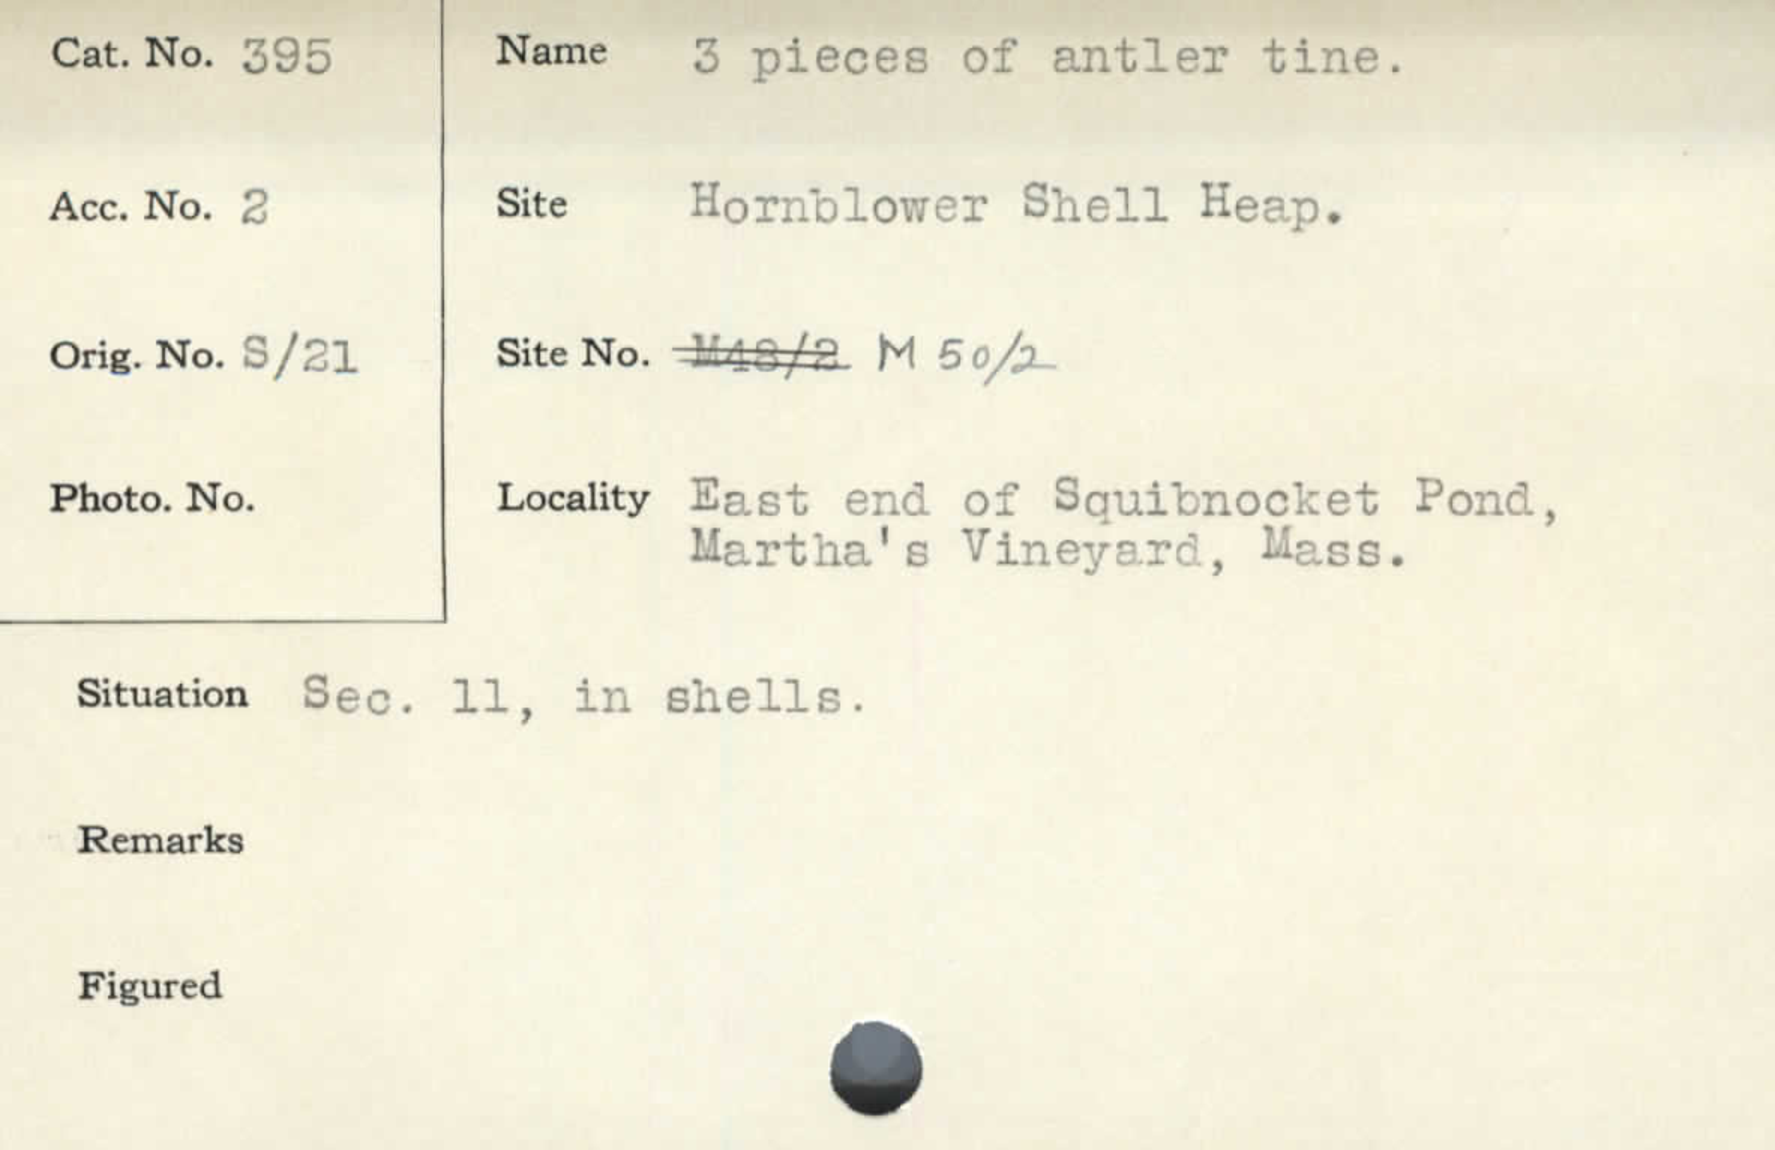 Cat. No. 395
Name 3 pieces of antler tine.
Acc. No. 2
Site Hornblower Shell Heap.
Orig. No. S/21
Site No. M48/2 M 50/2
Photo. No.
Locality East end of Squibnocket Pond,
Martha's Vineyard, Mass.
Situation Sec. 11, in shells.
Remarks
Figured